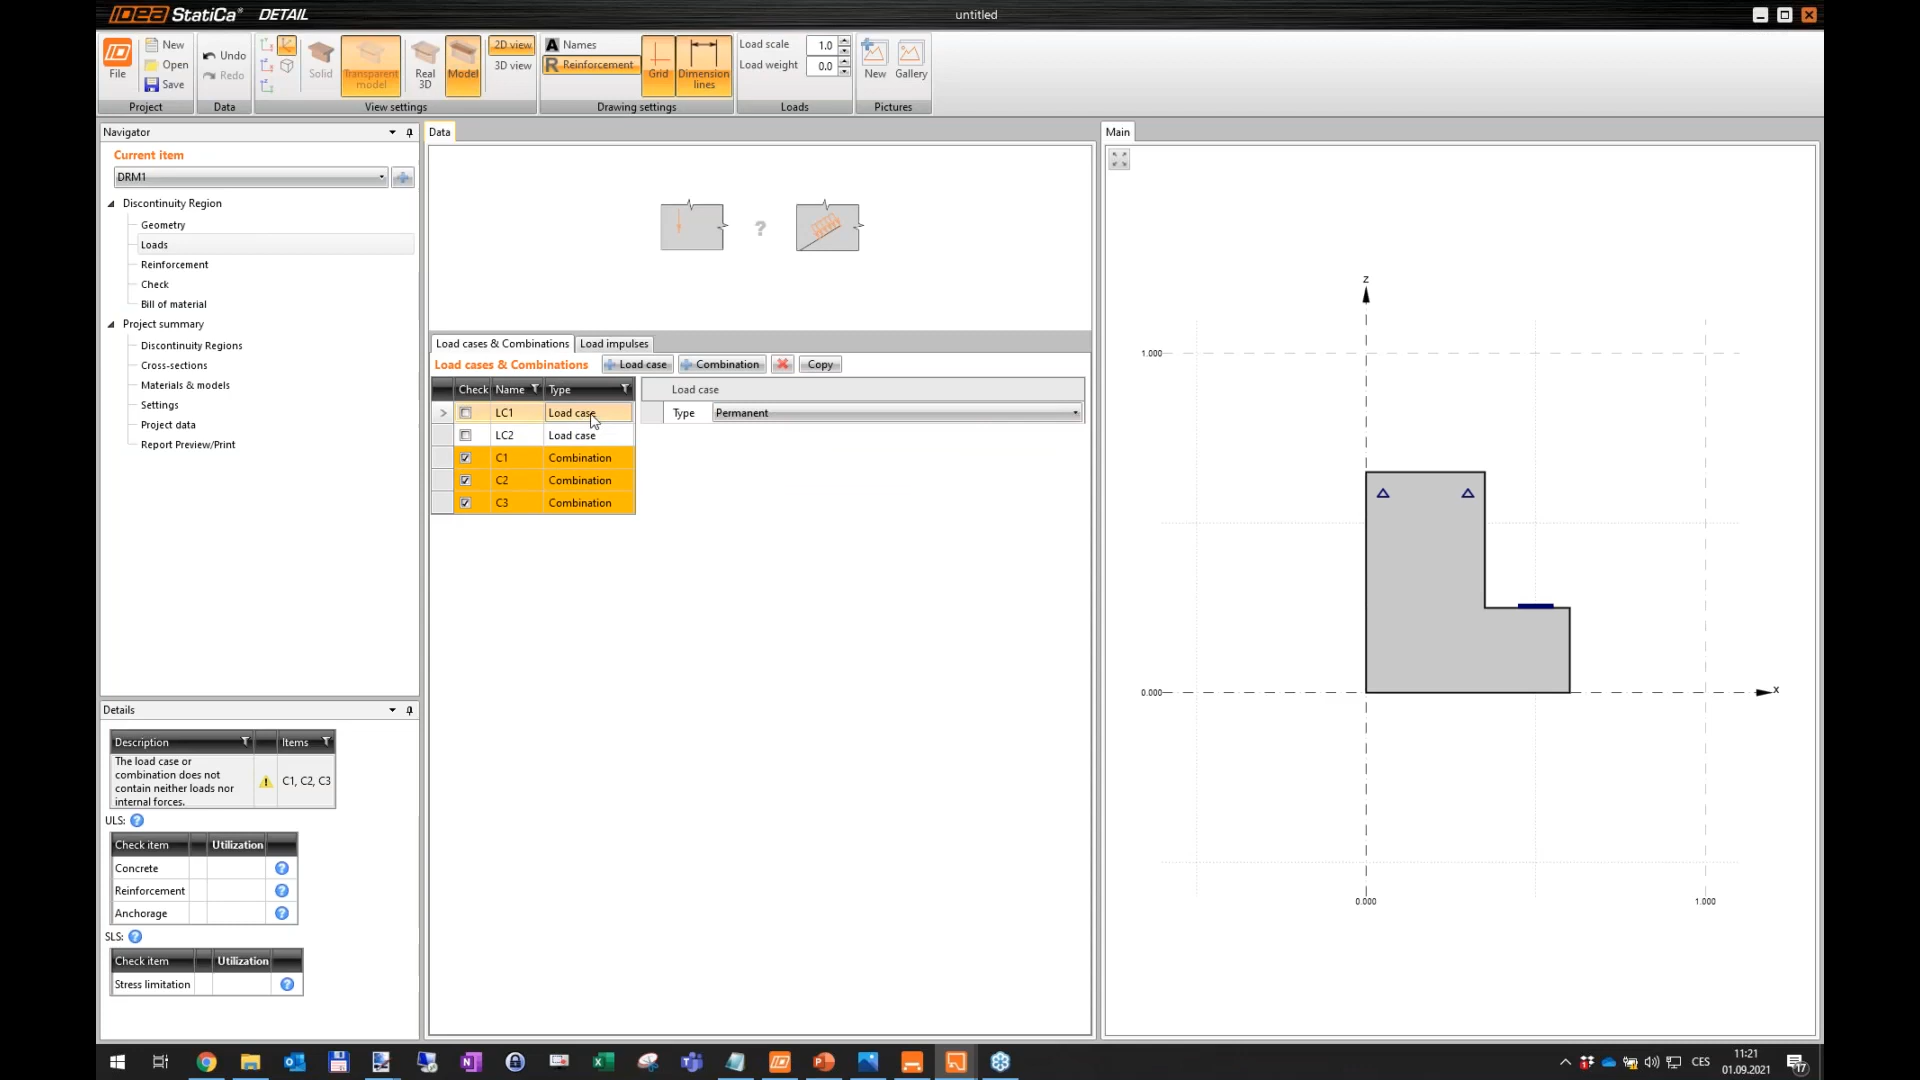 IDEA StatiCa® DETAIL
untitled
File
New
Open
Save
Project
Undo
Redo
Data
Solid
Transparent
model
Real
3D
Model
2D view
3D view
View settings
A Names
R Reinforcement
Grid
Dimension
lines
Drawing settings
Load scale 1.0
Load weight 0.0
Loads
New
Gallery
Pictures
Navigator
Current item
DRM1
Discontinuity Region
Geometry
Loads
Reinforcement
Check
Bill of material
Project summary
Discontinuity Regions
Cross-sections
Materials & models
Settings
Project data
Report Preview/Print
Details
Description Items
The load case or
combination does not
contain neither loads nor
internal forces.
C1, C2, C3
ULS: ?
Check item Utilization
Concrete ?
Reinforcement ?
Anchorage ?
SLS: ?
Check item Utilization
Stress limitation ?
Data
?
Load cases & Combinations Load impulses
Load cases & Combinations Load case Combination Copy
Check Name Type
LC1 Load case
LC2 Load case
C1 Combination
C2 Combination
C3 Combination
Load case
Type Permanent
Main
z
1.000
0.000
x
0.000
1.000
CES
11:21
01.09.2021
17